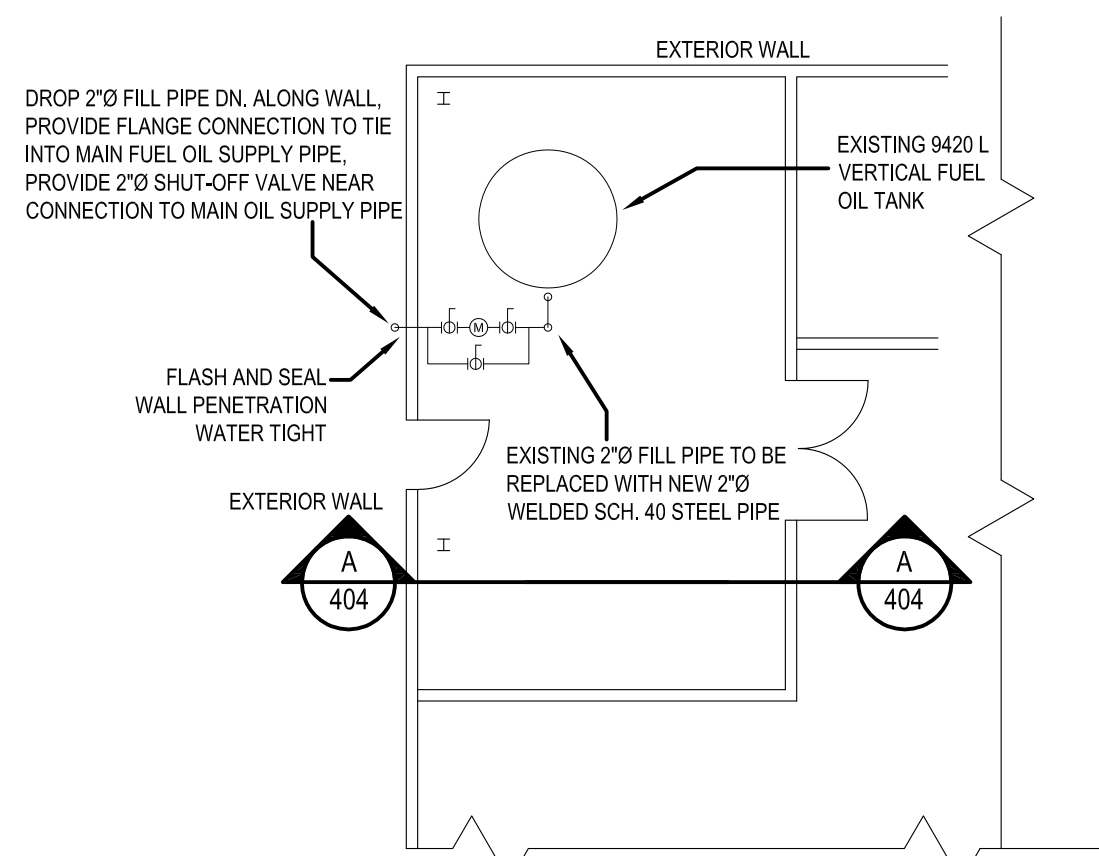 EXTERIOR WALL
DROP 2"Ø FILL PIPE DN. ALONG WALL,
PROVIDE FLANGE CONNECTION TO TIE
INTO MAIN FUEL OIL SUPPLY PIPE,
PROVIDE 2"Ø SHUT-OFF VALVE NEAR
CONNECTION TO MAIN OIL SUPPLY PIPE
EXISTING 9420 L
VERTICAL FUEL
OIL TANK
M
FLASH AND SEAL
WALL PENETRATION
WATER TIGHT
EXISTING 2"Ø FILL PIPE TO BE
REPLACED WITH NEW 2"Ø
WELDED SCH. 40 STEEL PIPE
EXTERIOR WALL
A
404
A
404